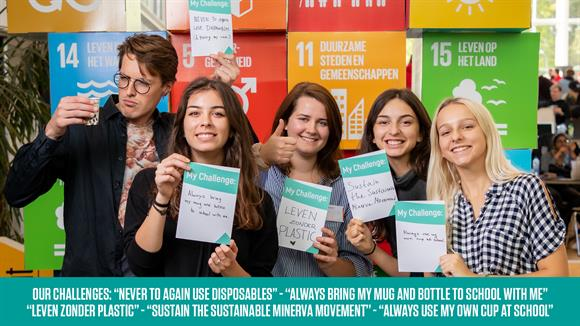 GO
My Challenge:
14 LEVEN
HET WA
11 DUURZAME
STEDEN EN
GEMEENSCHAPPEN
15 LEVEN OP
HET LAND
My Challenge:
Always bring
my mug and bottle
to school with me.
My Challenge:
LEVEN
ZONDER
PLASTIC
My Challenge:
Sustain
the sustainable
Minerva Movement
My Challenge:
Always use my
own cup at school
OUR CHALLENGES: “NEVER TO AGAIN USE DISPOSABLES” - “ALWAYS BRING MY MUG AND BOTTLE TO SCHOOL WITH ME”
“LEVEN ZONDER PLASTIC” - “SUSTAIN THE SUSTAINABLE MINERVA MOVEMENT” - “ALWAYS USE MY OWN CUP AT SCHOOL”